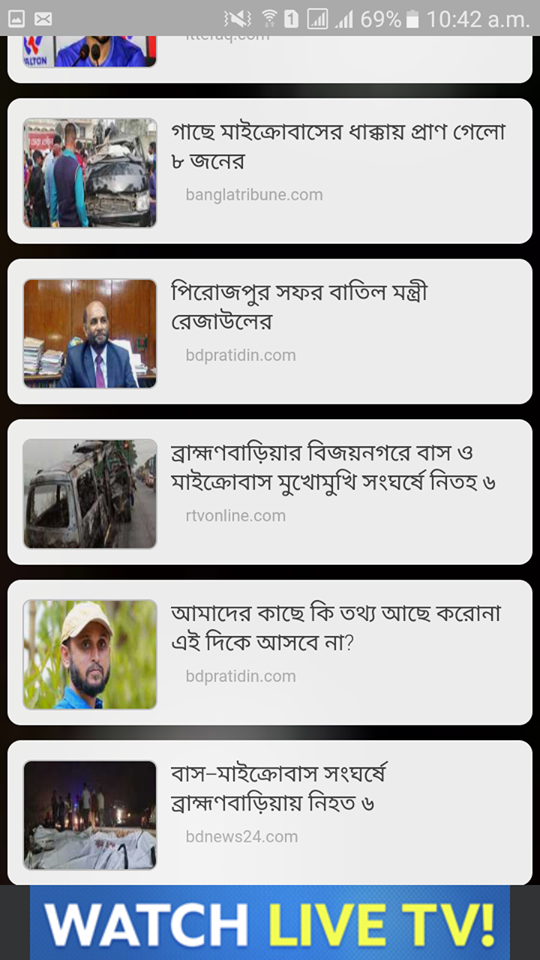 69% 10:42 a.m.
গাছে মাইক্রোবাসের ধাক্কায় প্রাণ গেলো
৮ জনের
banglatribune.com
পিরোজপুর সফর বাতিল মন্ত্রী
রেজাউলের
bdpratidin.com
ব্রাহ্মণবাড়িয়ার বিজয়নগরে বাস ও
মাইক্রোবাস মুখোমুখি সংঘর্ষে নিতহ ৬
rtvonline.com
আমাদের কাছে কি তথ্য আছে করোনা
এই দিকে আসবে না?
bdpratidin.com
বাস-মাইক্রোবাস সংঘর্ষে
ব্রাহ্মণবাড়িয়ায় নিহত ৬
bdnews24.com
WATCH LIVE TV!